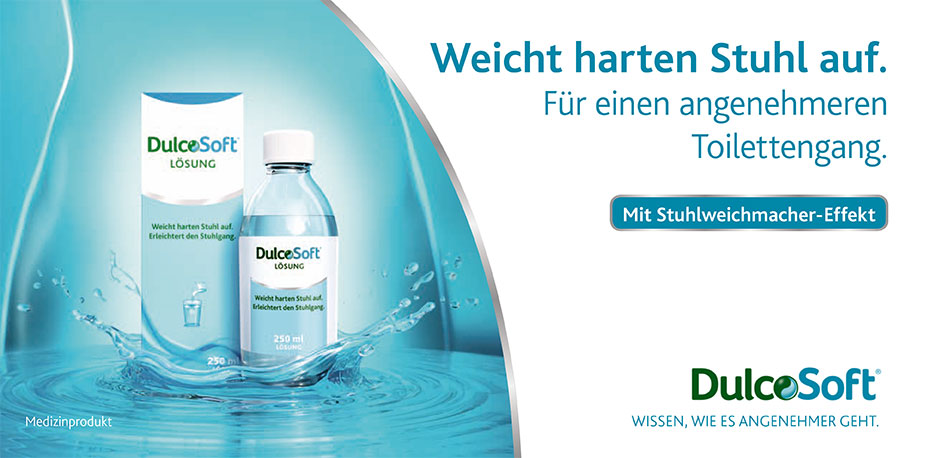 Weicht harten Stuhl auf.
Für einen angenehmeren
Toilettengang.
Mit Stuhlweichmacher-Effekt
DulcoSoft®
LÖSUNG
Weicht harten Stuhl auf.
Erleichtert den Stuhlgang.
250 ml
DulcoSoft®
LÖSUNG
Weicht harten Stuhl auf.
Erleichtert den Stuhlgang.
250 ml
LÖSUNG
Medizinprodukt
DulcoSoft®
WISSEN, WIE ES ANGENEHMER GEHT.